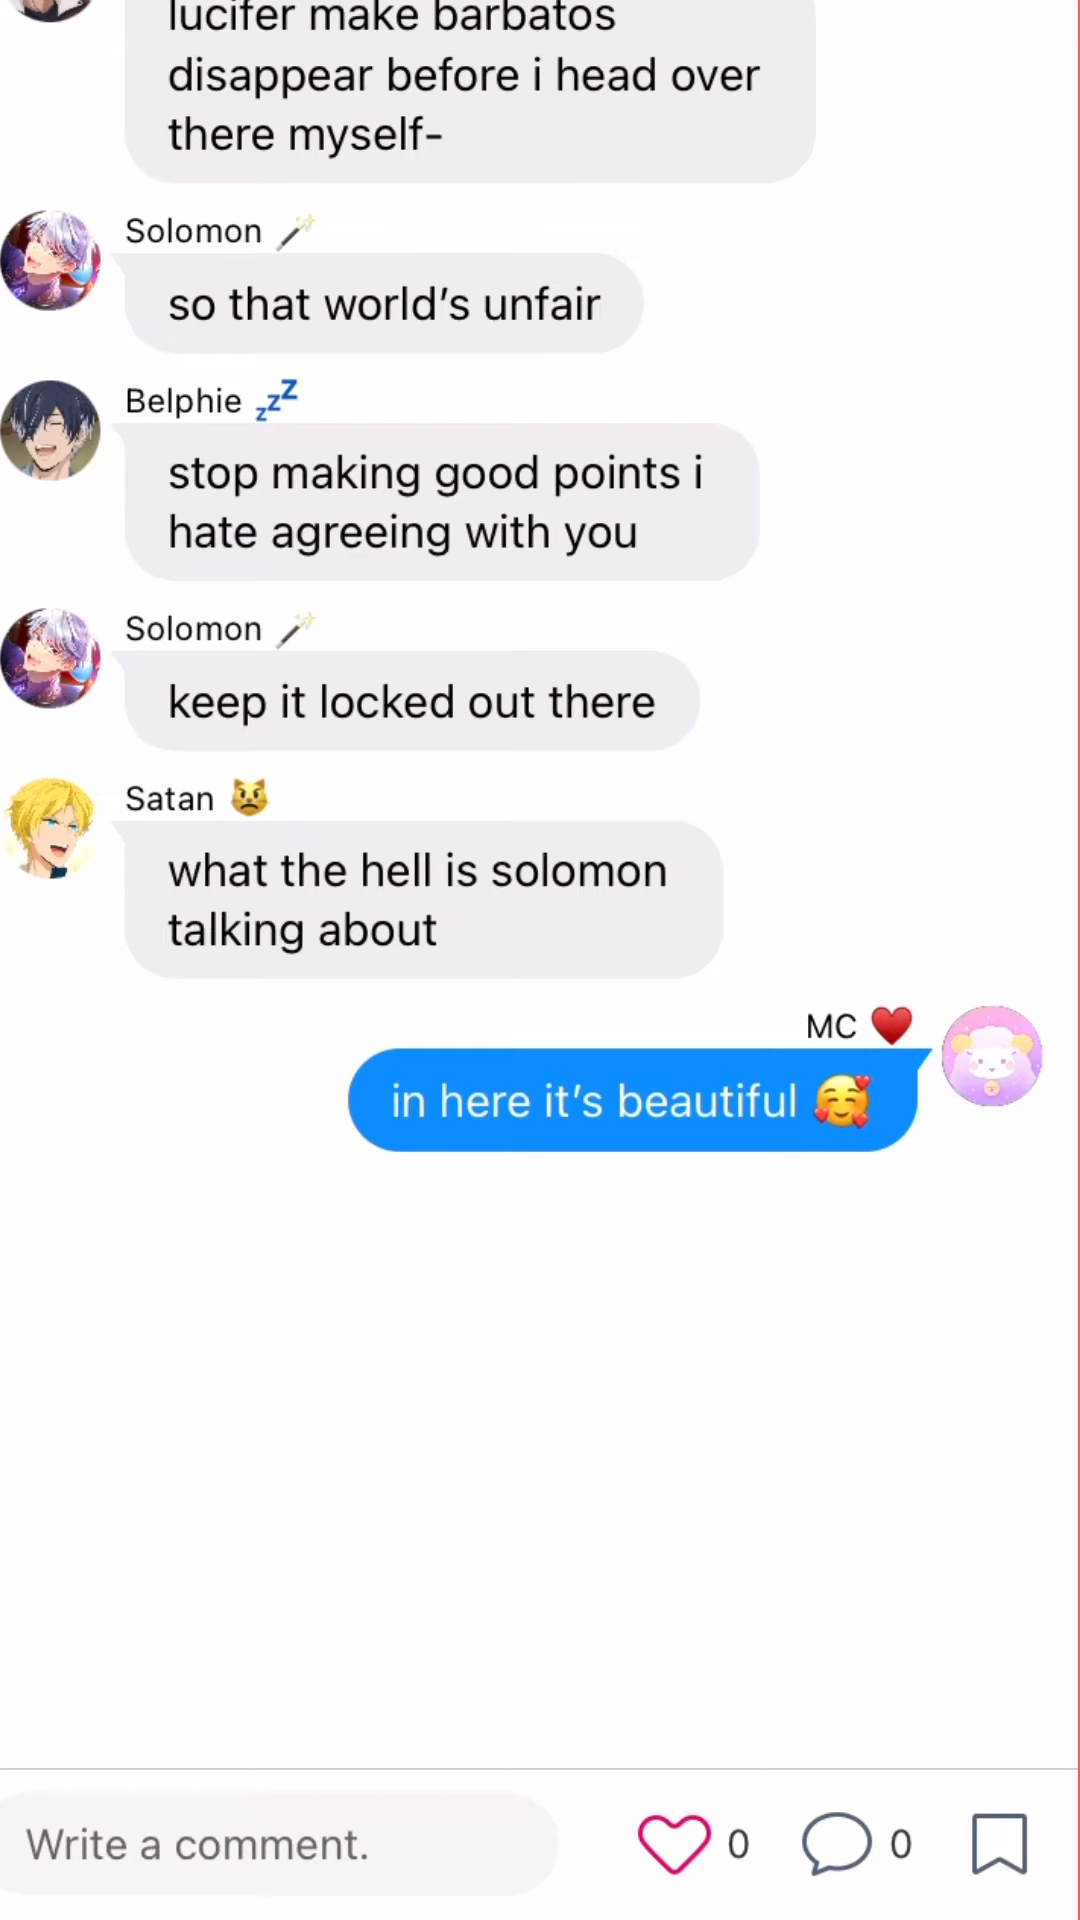 lucifer make barbatos
disappear before i head over
there myself-
Solomon 🪄
so that world's unfair
Belphie 💤
stop making good points i
hate agreeing with you
Solomon 🪄
keep it locked out there
Satan 😾
what the hell is solomon
talking about
MC ♥️
in here it's beautiful 🥰
Write a comment.
0
0